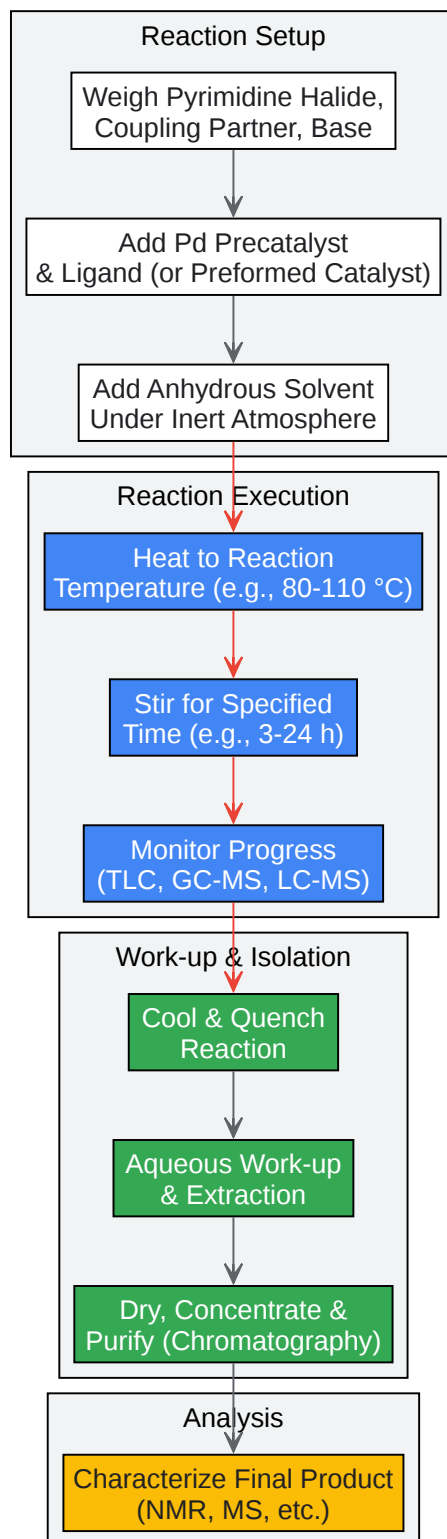 Reaction Setup
Weigh Pyrimidine Halide,
Coupling Partner, Base
Add Pd Precatalyst
& Ligand (or Preformed Catalyst)
Add Anhydrous Solvent
Under Inert Atmosphere
Reaction Execution
Heat to Reaction
Temperature (e.g., 80-110 °C)
Stir for Specified
Time (e.g., 3-24 h)
Monitor Progress
(TLC, GC-MS, LC-MS)
Work-up & Isolation
Cool & Quench
Reaction
Aqueous Work-up
& Extraction
Dry, Concentrate &
Purify (Chromatography)
Analysis
Characterize Final Product
(NMR, MS, etc.)